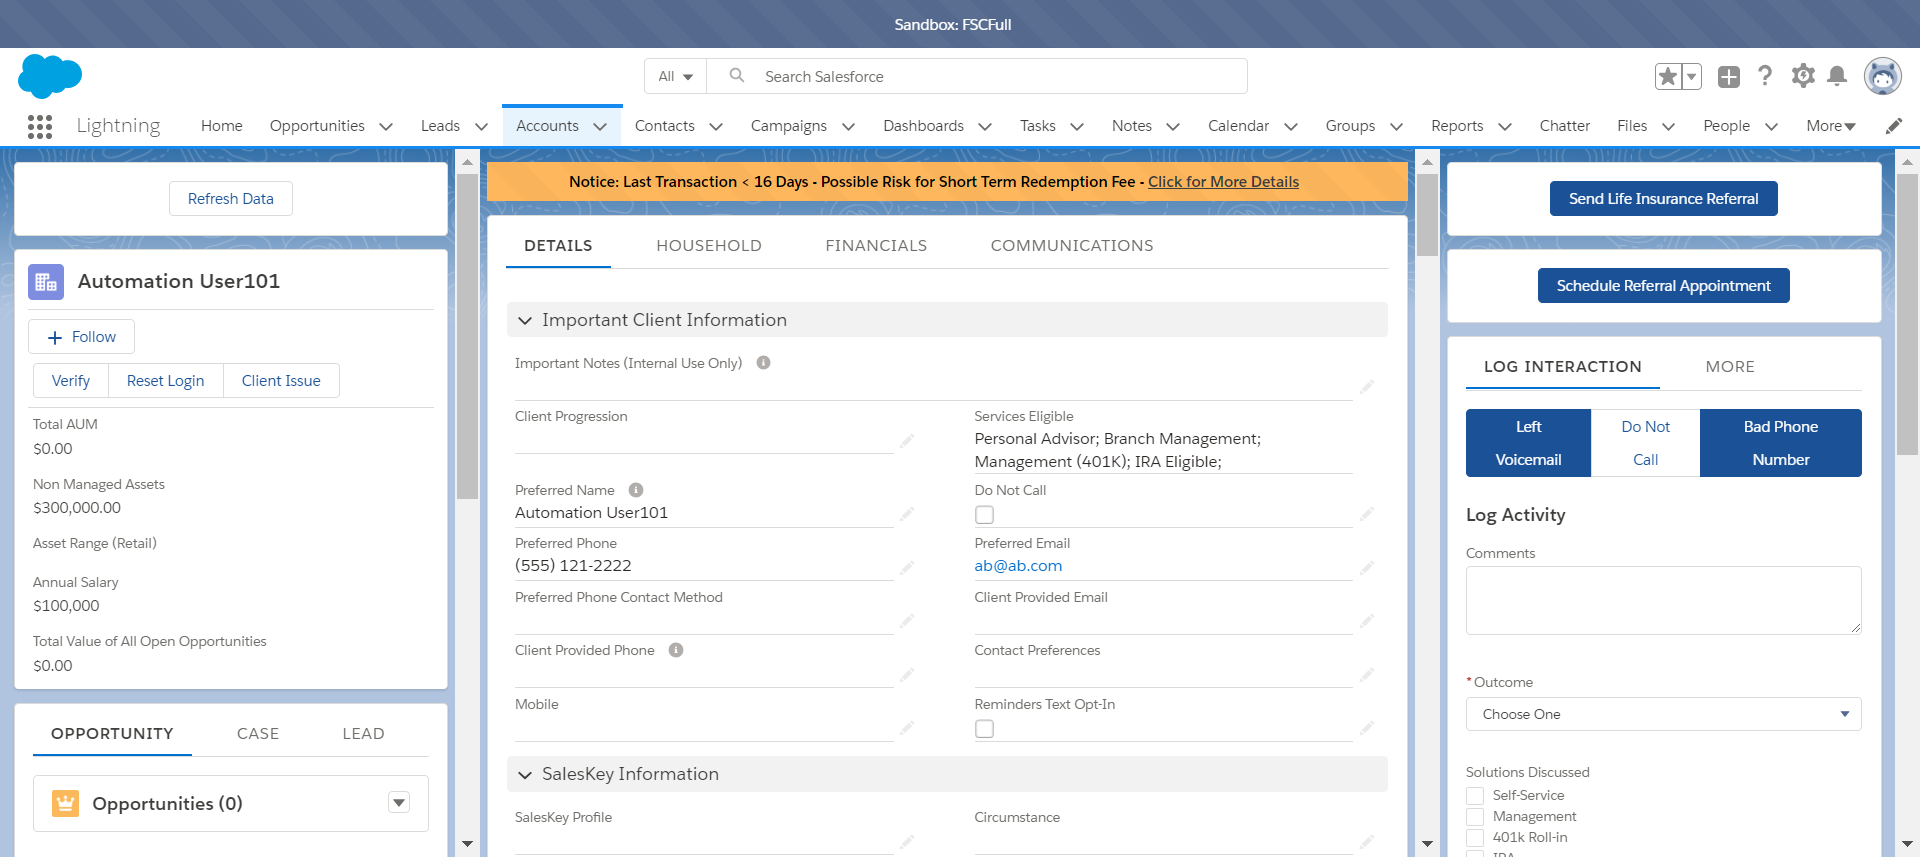 Sandbox: FSCFull
All
Search Salesforce
Lightning
Home
Opportunities
Leads
Accounts
Contacts
Campaigns
Dashboards
Tasks
Notes
Calendar
Groups
Reports
Chatter
Files
People
More
Refresh Data
Automation User101
Follow
Verify
Reset Login
Client Issue
Total AUM
$0.00
Non Managed Assets
$300,000.00
Asset Range (Retail)
Annual Salary
$100,000
Total Value of All Open Opportunities
$0.00
OPPORTUNITY
CASE
LEAD
Opportunities (0)
Notice: Last Transaction < 16 Days - Possible Risk for Short Term Redemption Fee - Click for More Details
DETAILS
HOUSEHOLD
FINANCIALS
COMMUNICATIONS
Important Client Information
Important Notes (Internal Use Only)
Client Progression
Services Eligible
Personal Advisor; Branch Management;
Management (401K); IRA Eligible;
Preferred Name
Automation User101
Do Not Call
Preferred Phone
(555) 121-2222
Preferred Email
ab@ab.com
Preferred Phone Contact Method
Client Provided Email
Client Provided Phone
Contact Preferences
Mobile
Reminders Text Opt-In
SalesKey Information
SalesKey Profile
Circumstance
Send Life Insurance Referral
Schedule Referral Appointment
LOG INTERACTION
MORE
Left
Voicemail
Do Not
Call
Bad Phone
Number
Log Activity
Comments
*Outcome
Choose One
Solutions Discussed
Self-Service
Management
401k Roll-in
IRA